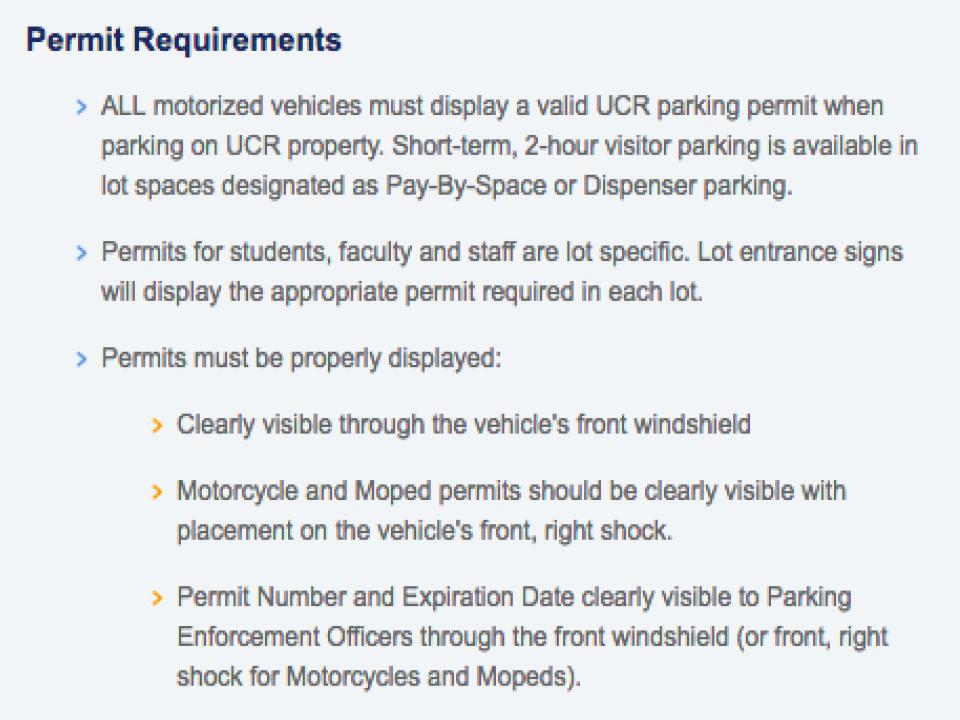 Permit Requirements
> ALL motorized vehicles must display a valid UCR parking permit when
parking on UCR property. Short-term, 2-hour visitor parking is available in
lot spaces designated as Pay-By-Space or Dispenser parking.
> Permits for students, faculty and staff are lot specific. Lot entrance signs
will display the appropriate permit required in each lot.
> Permits must be properly displayed:
> Clearly visible through the vehicle's front windshield
> Motorcycle and Moped permits should be clearly visible with
placement on the vehicle's front, right shock.
> Permit Number and Expiration Date clearly visible to Parking
Enforcement Officers through the front windshield (or front, right
shock for Motorcycles and Mopeds).